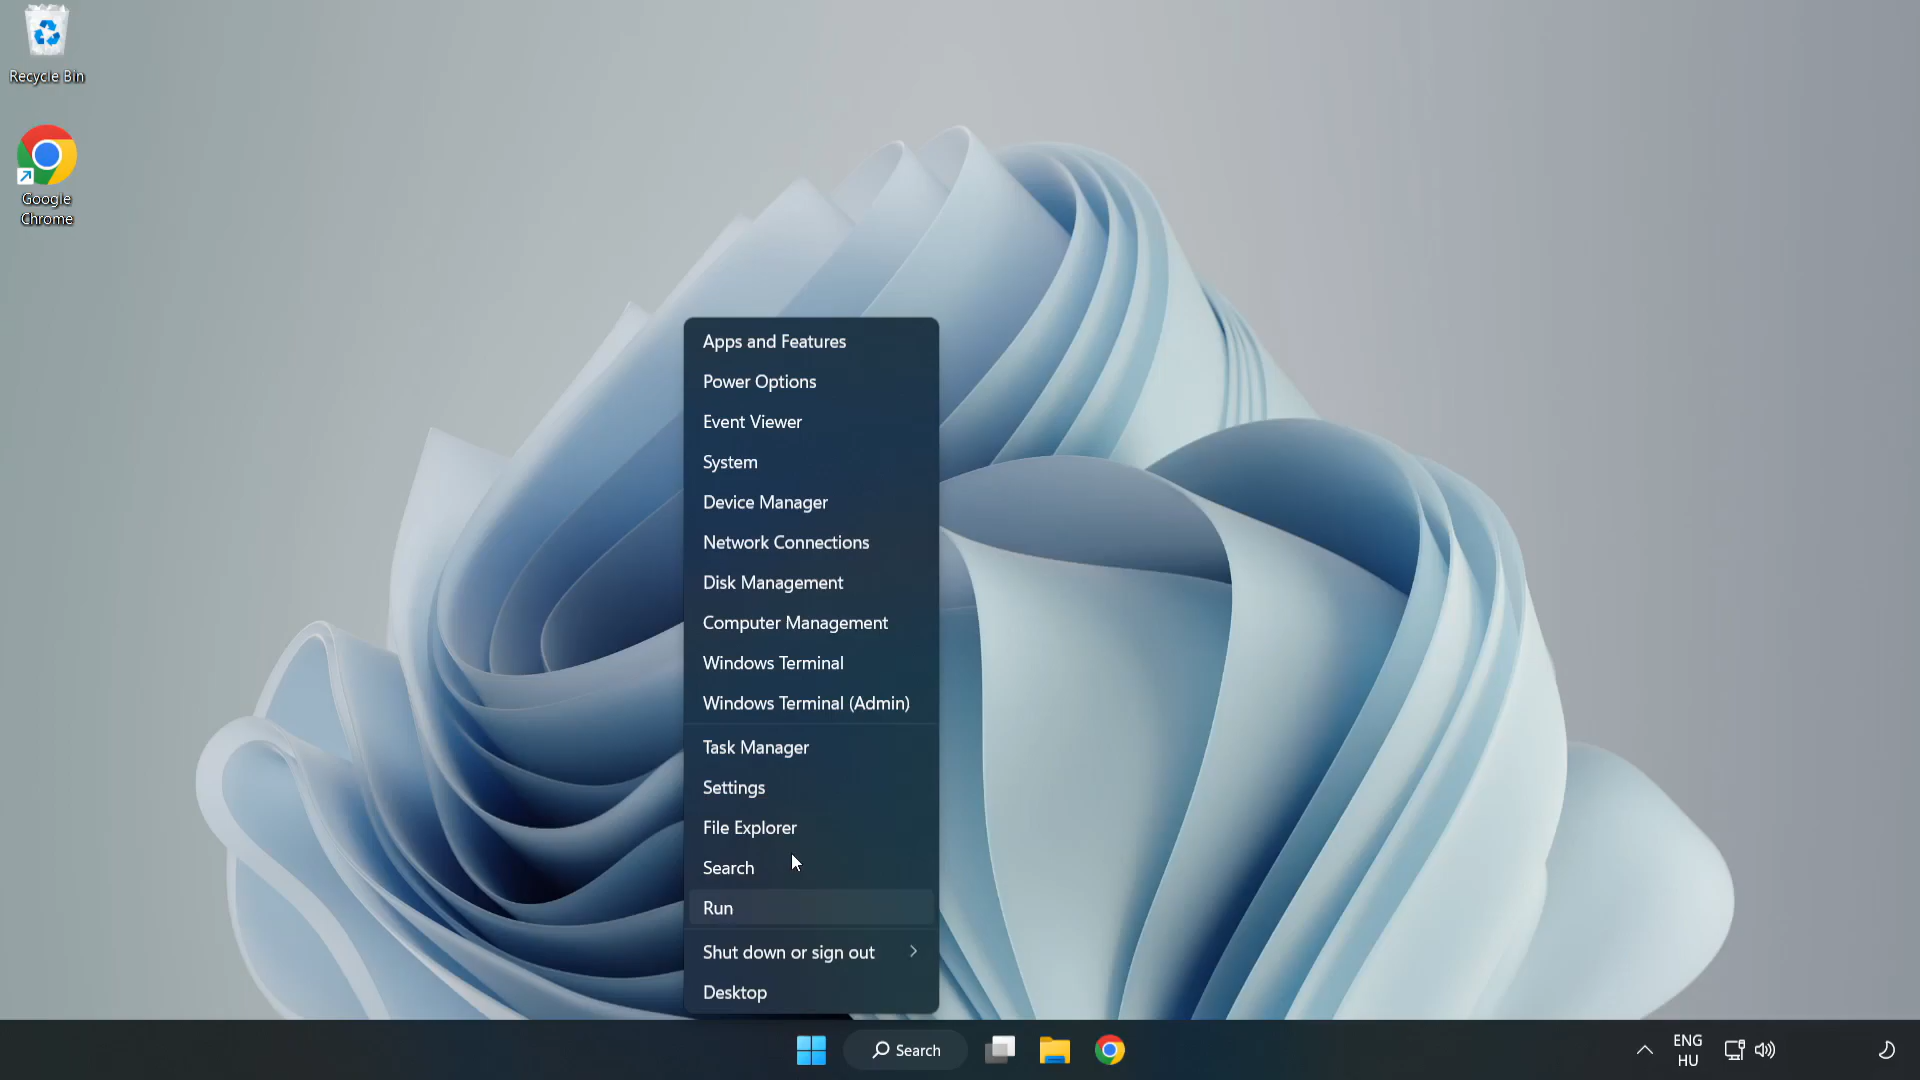 Recycle Bin
Google
Chrome
Apps and Features
Power Options
Event Viewer
System
Device Manager
Network Connections
Disk Management
Computer Management
Windows Terminal
Windows Terminal (Admin)
Task Manager
Settings
File Explorer
Search
Run
Shut down or sign out
Desktop
Search
ENG
HU